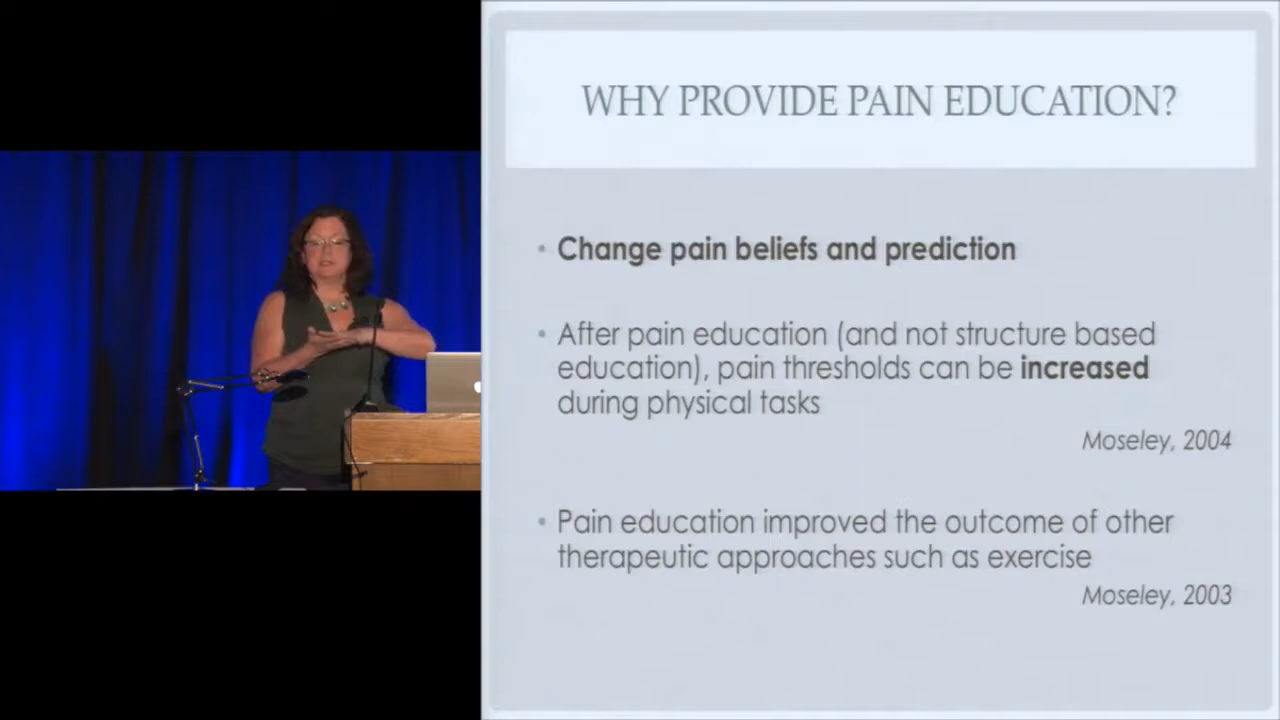 WHY PROVIDE PAIN EDUCATION?
• Change pain beliefs and prediction
• After pain education (and not structure based
education), pain thresholds can be increased
during physical tasks
Moseley, 2004
• Pain education improved the outcome of other
therapeutic approaches such as exercise
Moseley, 2003